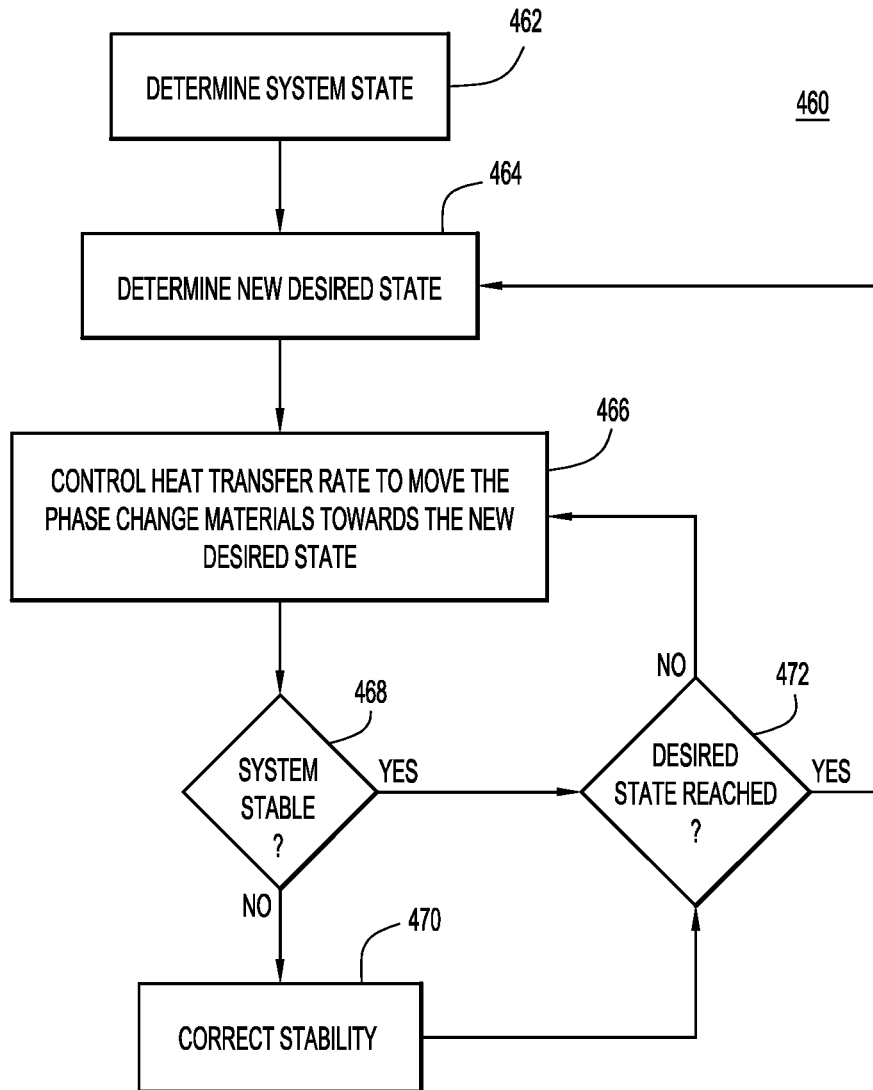 462
DETERMINE SYSTEM STATE
460
464
DETERMINE NEW DESIRED STATE
466
CONTROL HEAT TRANSFER RATE TO MOVE THE
PHASE CHANGE MATERIALS TOWARDS THE NEW
DESIRED STATE
468
SYSTEM
STABLE
?
YES
NO
NO
472
DESIRED
STATE REACHED
?
YES
470
CORRECT STABILITY